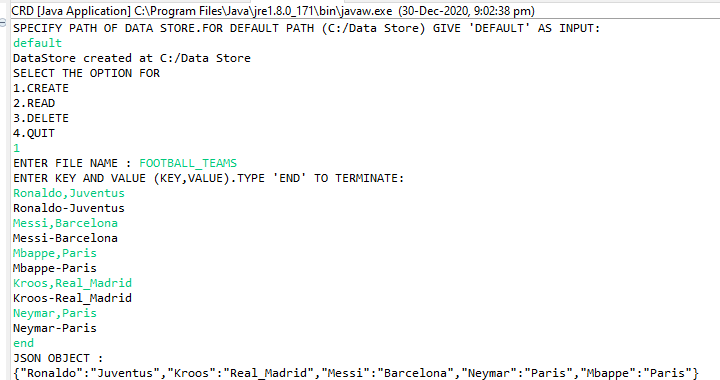 CRD [Java Application] C:\Program Files\Java\jre1.8.0_171\bin\javaw.exe (30-Dec-2020, 9:02:38 pm)
SPECIFY PATH OF DATA STORE.FOR DEFAULT PATH (C:/Data Store) GIVE 'DEFAULT' AS INPUT:
default
DataStore created at C:/Data Store
SELECT THE OPTION FOR
1.CREATE
2.READ
3.DELETE
4.QUIT
1
ENTER FILE NAME : FOOTBALL_TEAMS
ENTER KEY AND VALUE (KEY,VALUE).TYPE 'END' TO TERMINATE:
Ronaldo,Juventus
Ronaldo-Juventus
Messi,Barcelona
Messi-Barcelona
Mbappe,Paris
Mbappe-Paris
Kroos,Real_Madrid
Kroos-Real_Madrid
Neymar,Paris
Neymar-Paris
end
JSON OBJECT :
{"Ronaldo":"Juventus","Kroos":"Real_Madrid","Messi":"Barcelona","Neymar":"Paris","Mbappe":"Paris"}